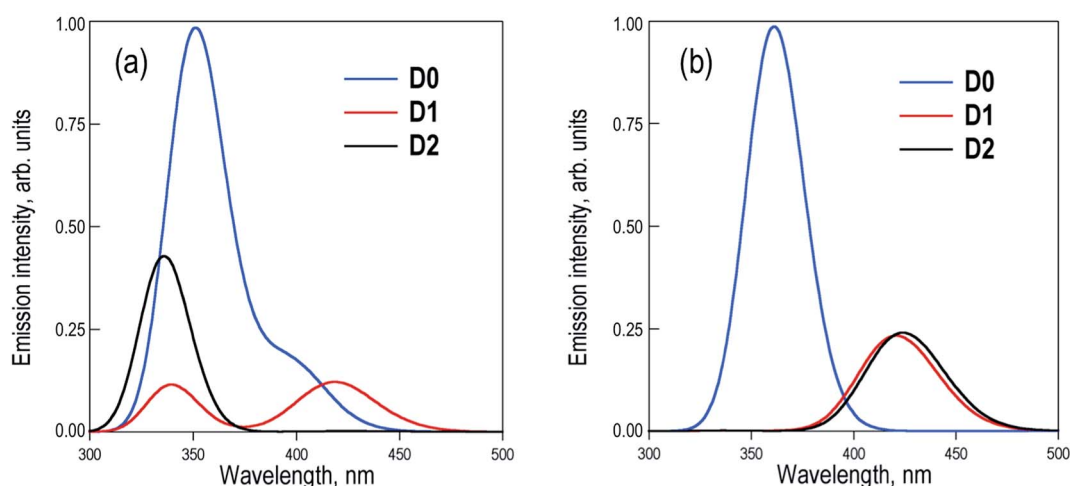 (a)
D0
D1
D2
Emission intensity, arb. units
1.00
0.75
0.50
0.25
0.00
300 350 400 450 500
Wavelength, nm
(b)
D0
D1
D2
Emission intensity, arb. units
1.00
0.75
0.50
0.25
0.00
300 350 400 450 500
Wavelength, nm